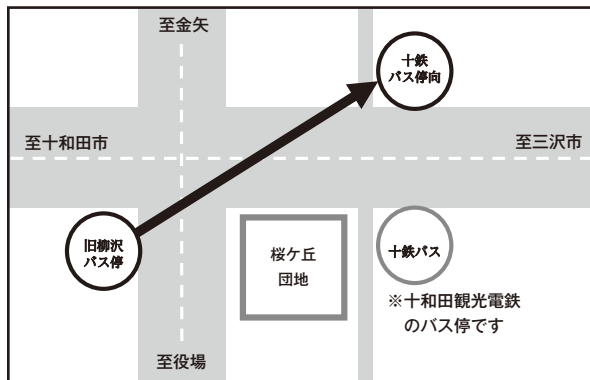 至金矢
十鉄
バス停向
至十和田市
至三沢市
旧柳沢
バス停
桜ケ丘
団地
十鉄バス
※十和田観光電鉄
のバス停です
至役場